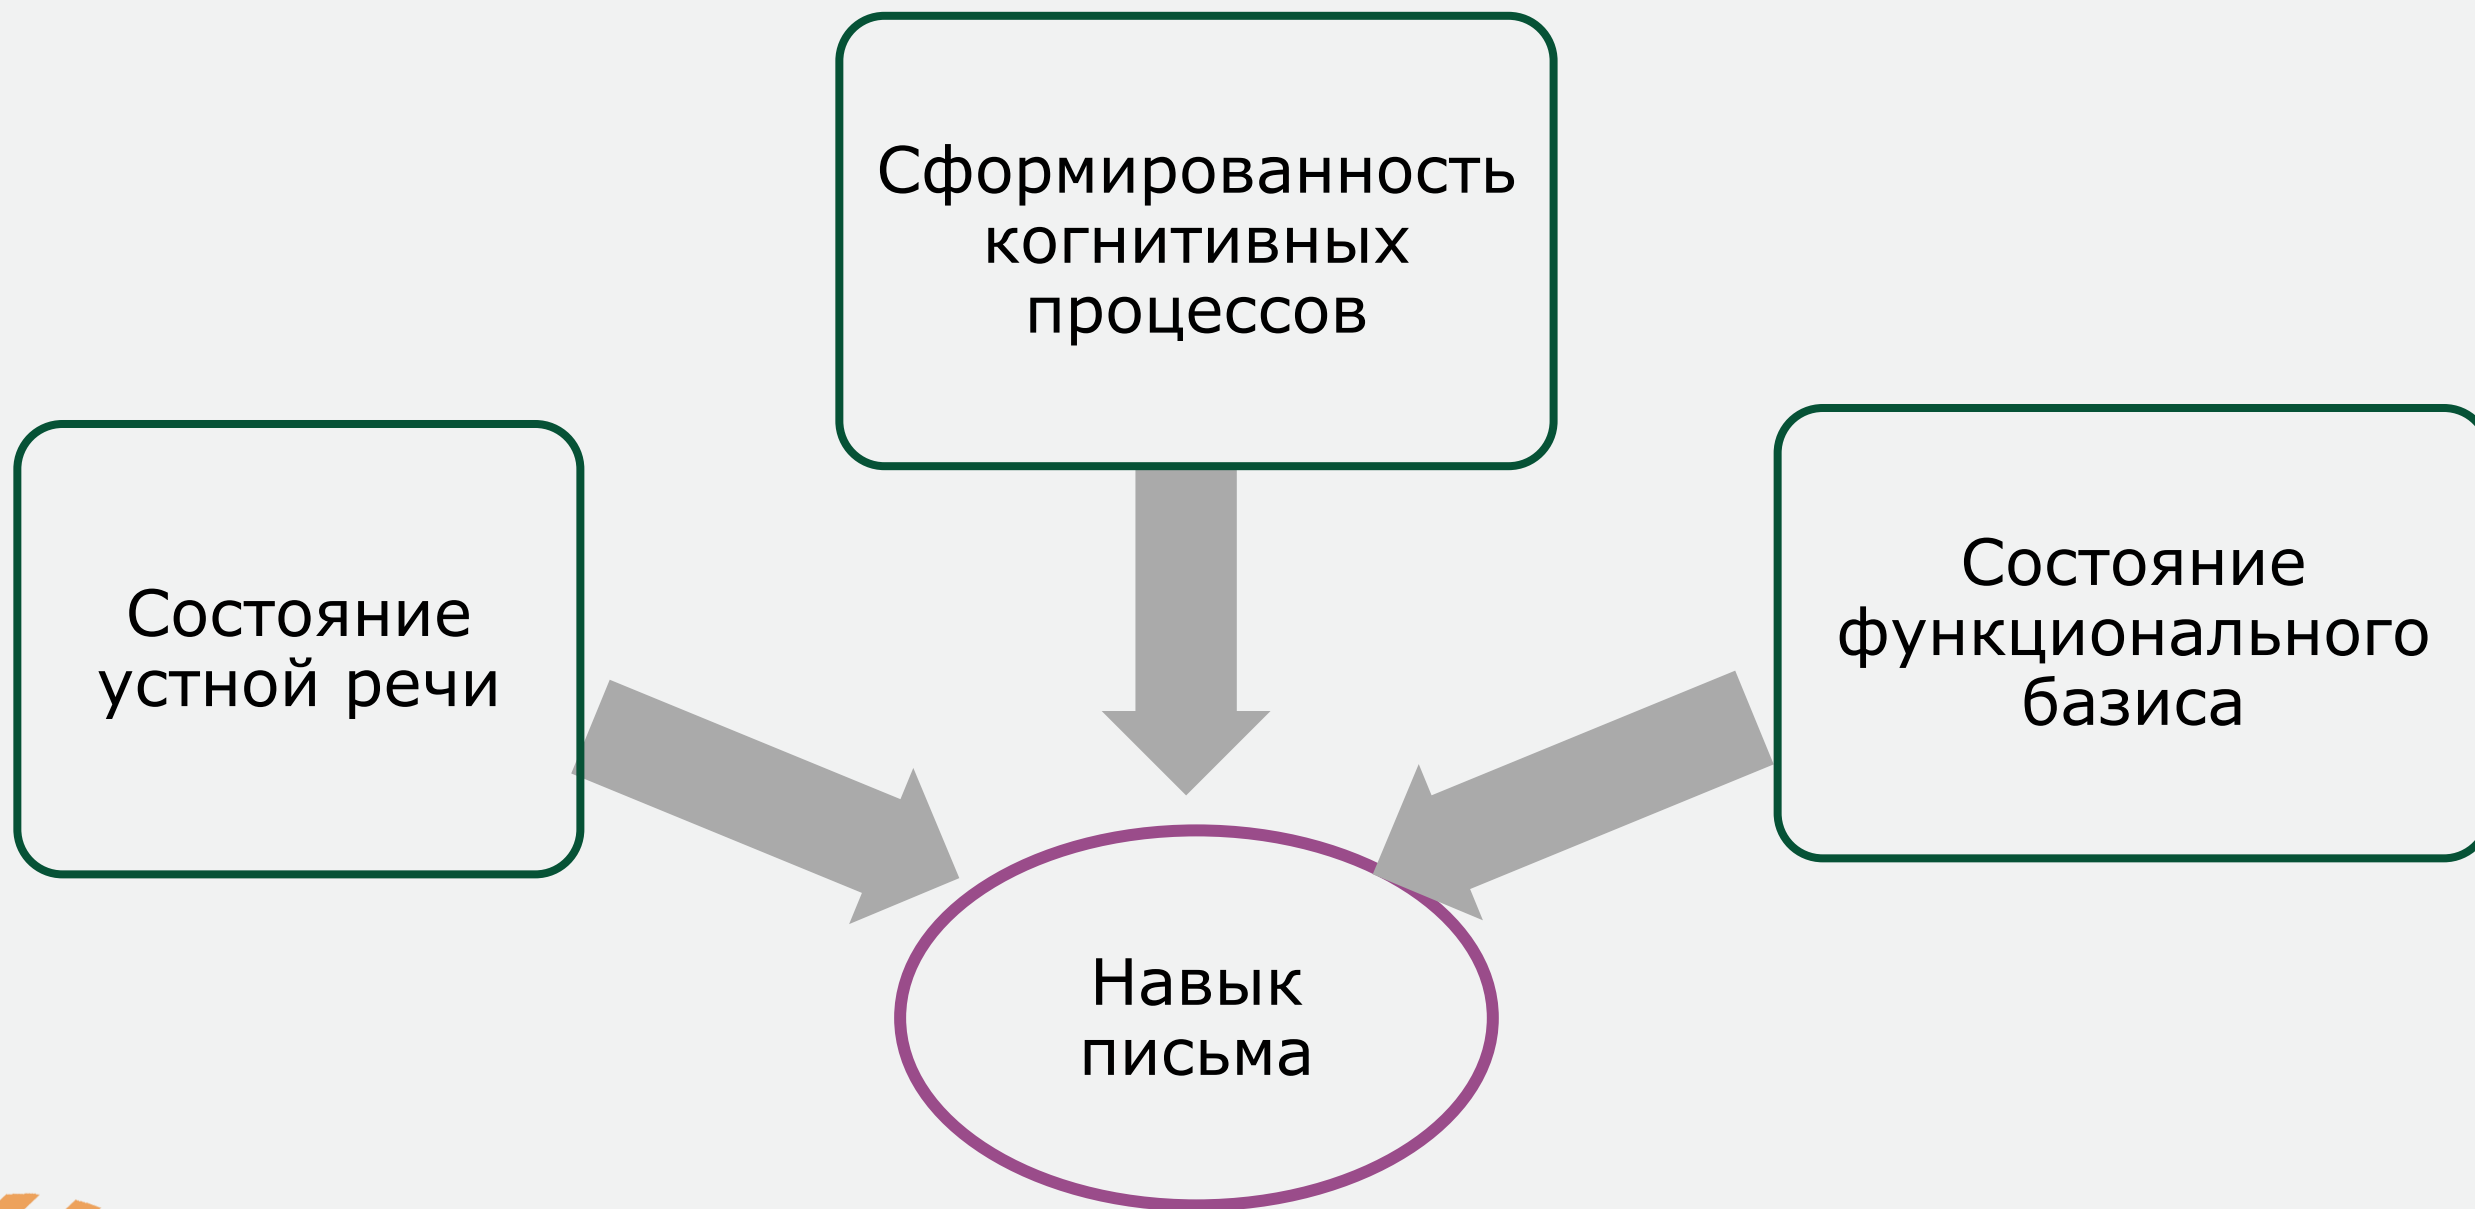 Сформированность
когнитивных
процессов
Состояние
устной речи
Состояние
функционального
базиса
Навык
письма